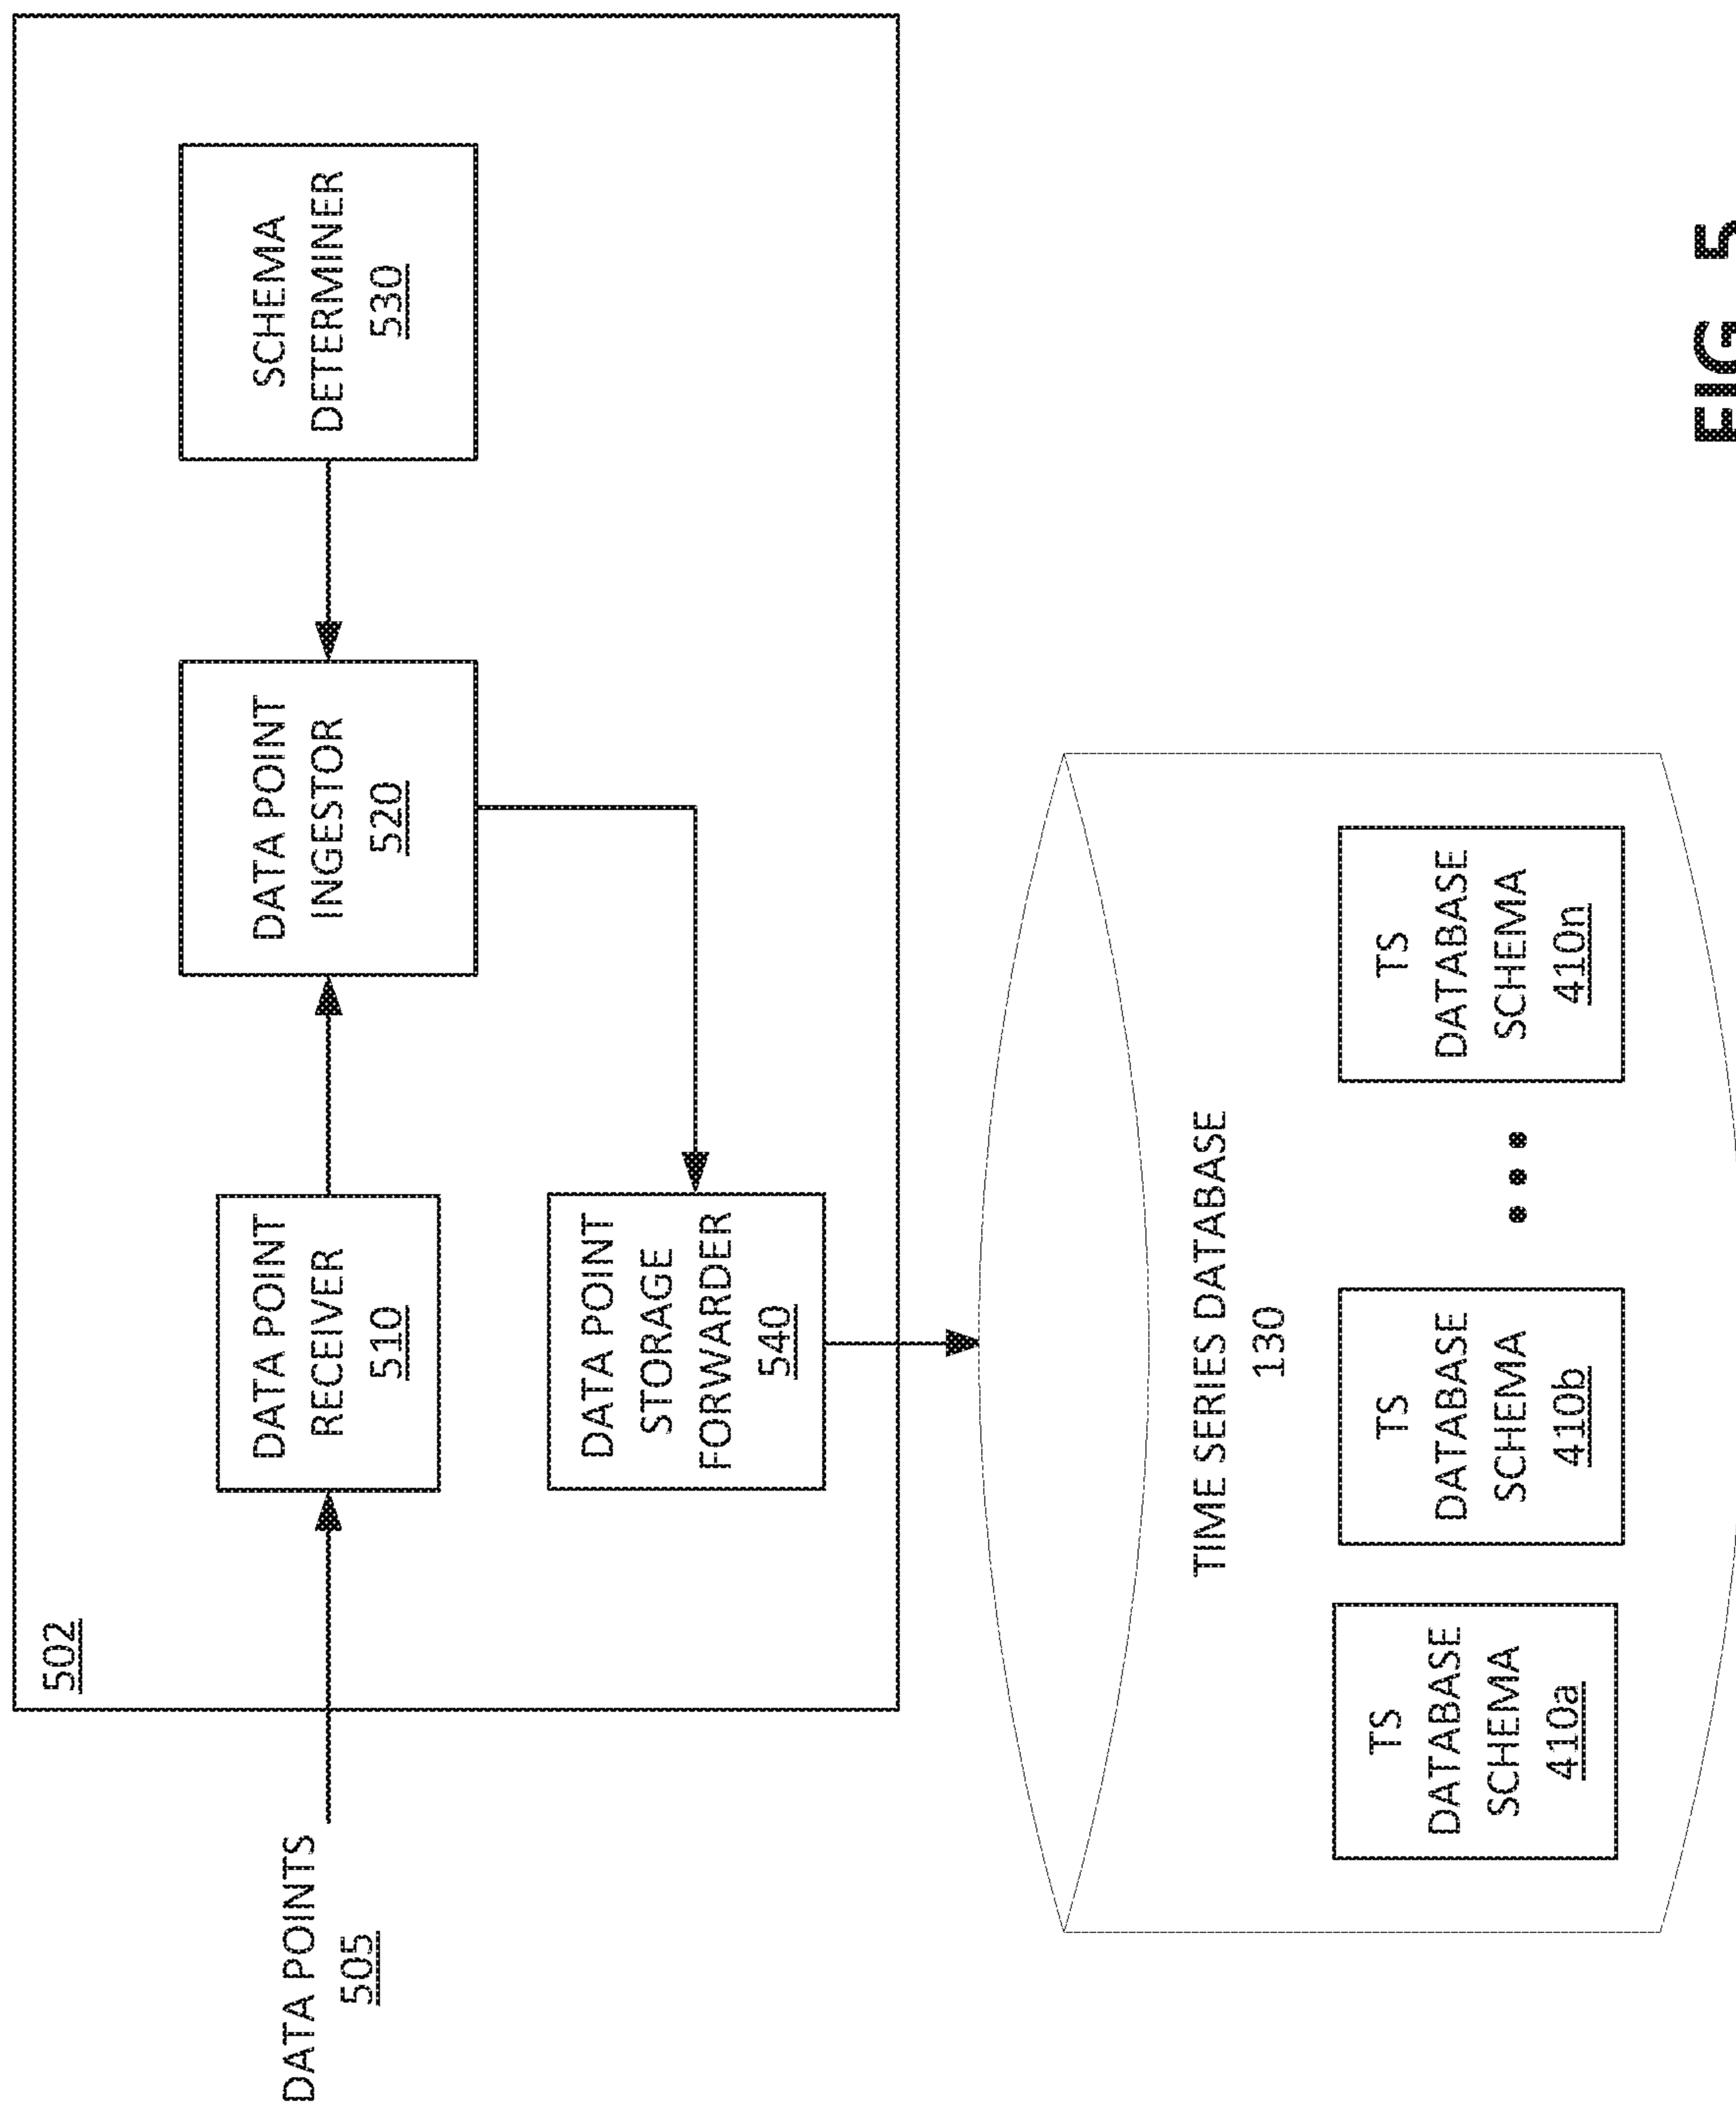 502
DATA POINTS
505
DATA POINT
RECEIVER
510
DATA POINT
INGESTOR
520
SCHEMA
DETERMINER
530
DATA POINT
STORAGE
FORWARDER
540
TIME SERIES DATABASE
130
TS
DATABASE
SCHEMA
410a
TS
DATABASE
SCHEMA
410b
TS
DATABASE
SCHEMA
410n
FIG. 5